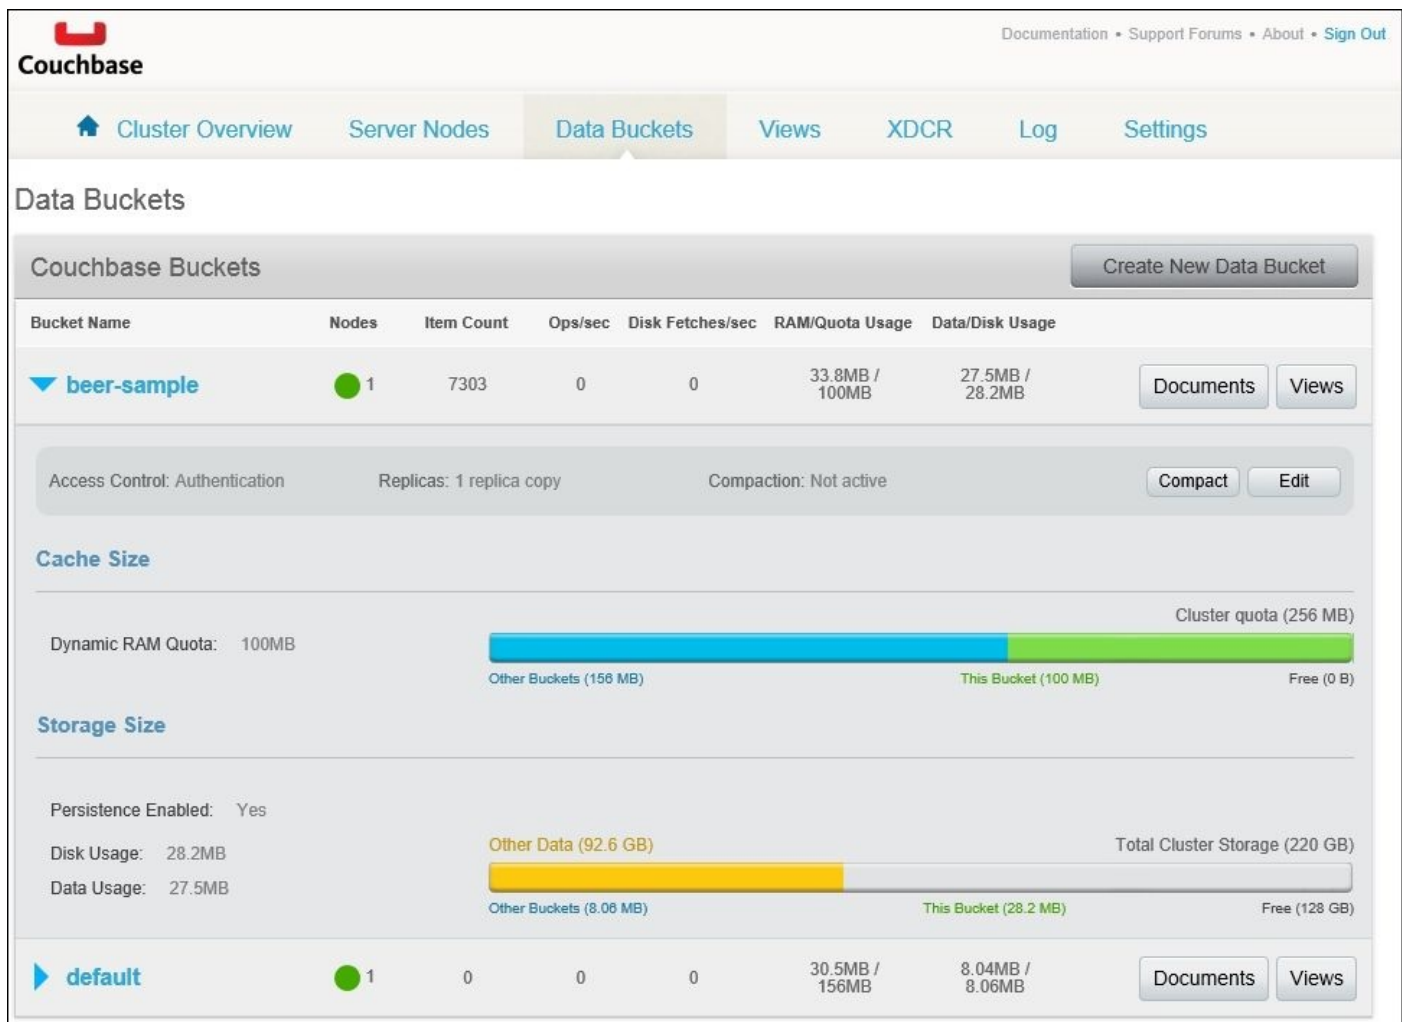 Documentation • Support Forums • About • Sign Out
Couchbase
Cluster Overview Server Nodes Data Buckets Views XDCR Log Settings
Data Buckets
Couchbase Buckets Create New Data Bucket
Bucket Name Nodes Item Count Ops/sec Disk Fetches/sec RAM/Quota Usage Data/Disk Usage
beer-sample 1 7303 0 0 33.8MB / 100MB 27.5MB / 28.2MB Documents Views
Access Control: Authentication Replicas: 1 replica copy Compaction: Not active Compact Edit
Cache Size
Cluster quota (256 MB)
Dynamic RAM Quota: 100MB
Other Buckets (156 MB) This Bucket (100 MB) Free (0 B)
Storage Size
Persistence Enabled: Yes
Other Data (92.6 GB) Total Cluster Storage (220 GB)
Disk Usage: 28.2MB
Data Usage: 27.5MB
Other Buckets (8.06 MB) This Bucket (28.2 MB) Free (128 GB)
default 1 0 0 0 30.5MB / 156MB 8.04MB / 8.06MB Documents Views